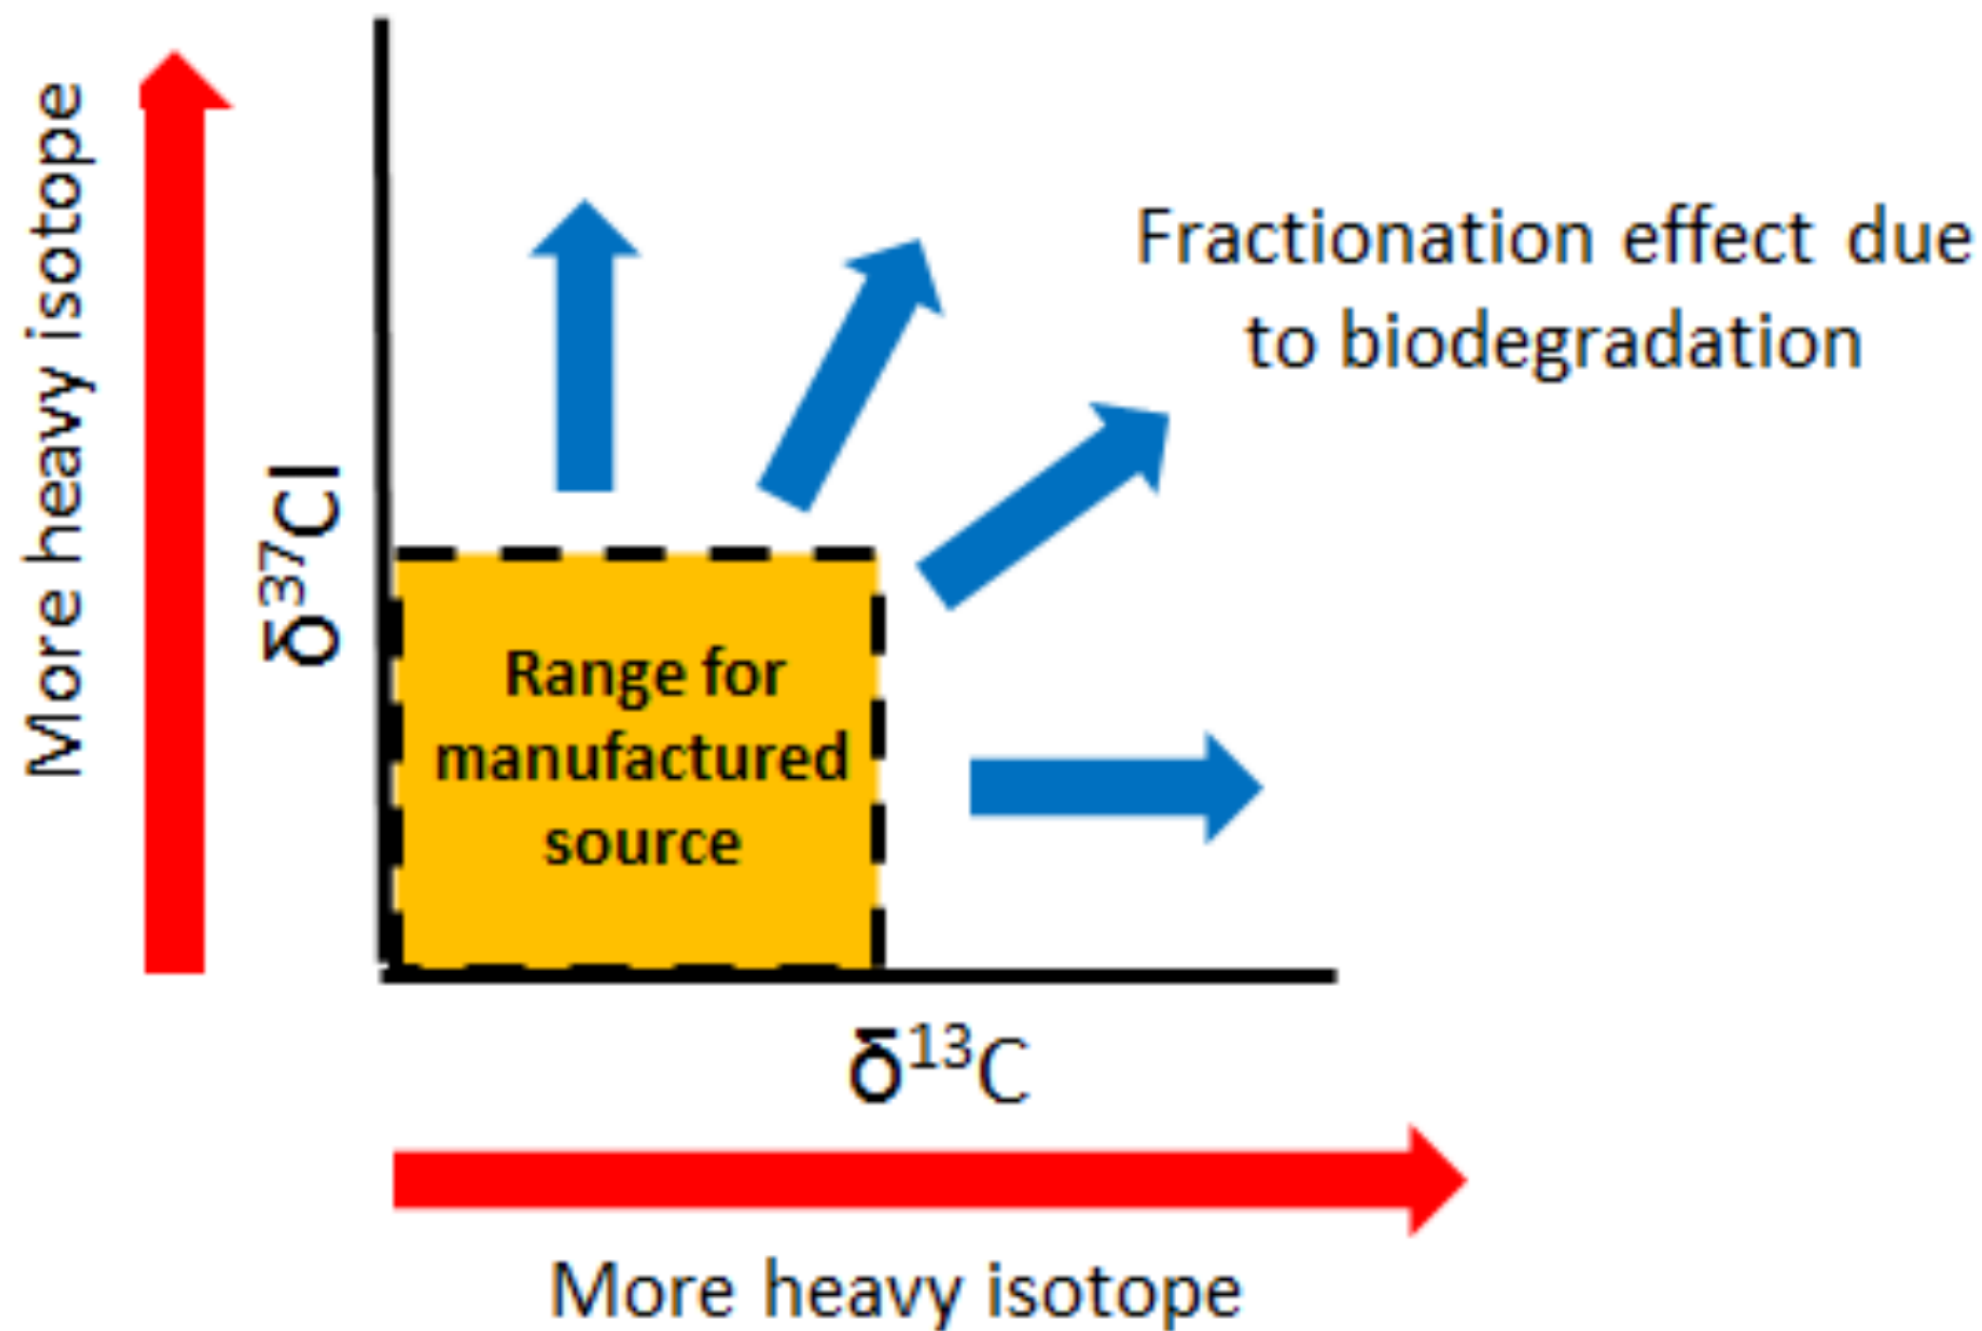 More heavy isotope
δ³⁷Cl
Fractionation effect due
to biodegradation
Range for
manufactured
source
δ¹³C
More heavy isotope